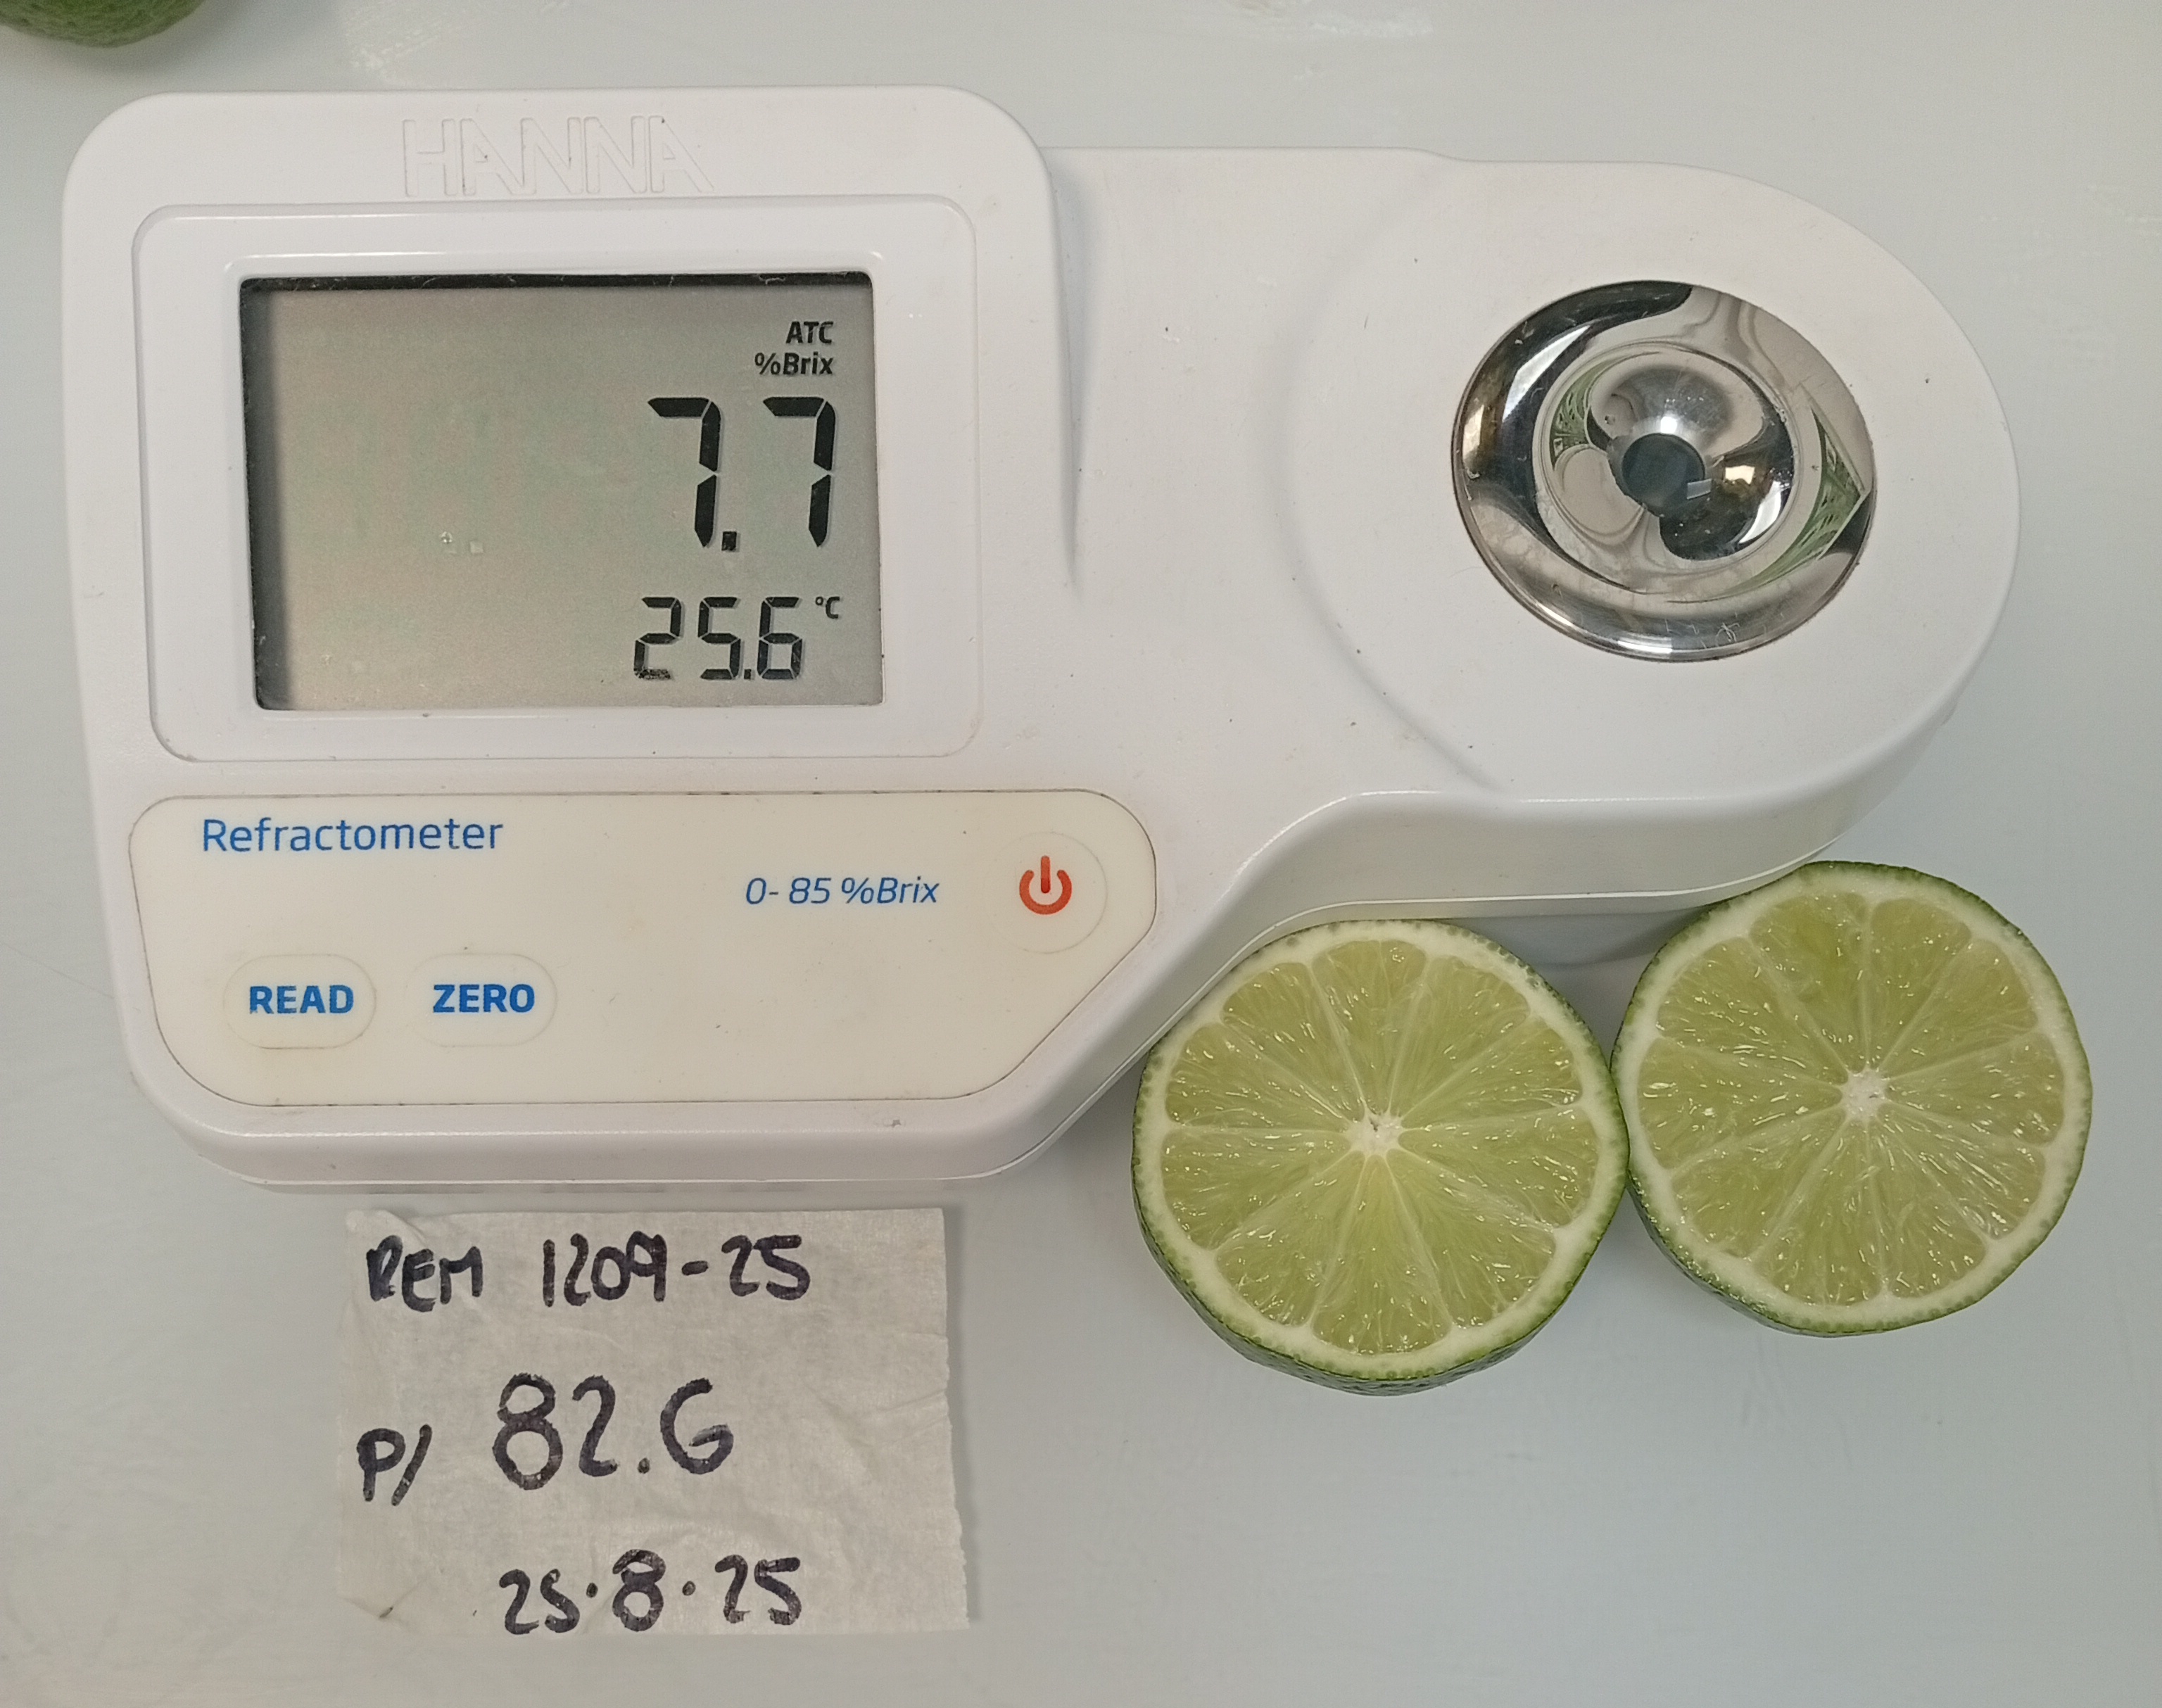 HANNA
ATC
%Brix
7.7
25.6 °C
Refractometer
0-85 %Brix
READ ZERO
REM 1209-25
P/ 82.6
25.8.25